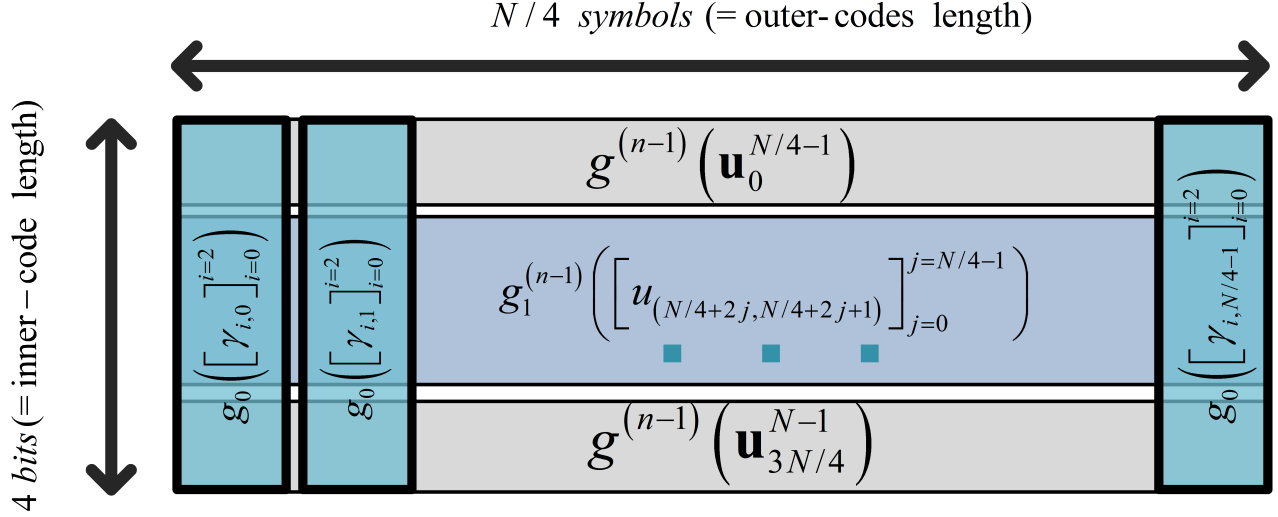 N / 4 symbols (= outer-codes length)
4 bits (= inner-code length)
g^{(n-1)} ( u_0^{N/4-1} )
g_1^{(n-1)} ( [ u_{(N/4+2j, N/4+2j+1)} ]_{j=0}^{j=N/4-1} )
g^{(n-1)} ( u_{3N/4}^{N-1} )
g_0 ( [ γ_{i,0} ]_{i=0}^{i=2} )
g_0 ( [ γ_{i,1} ]_{i=0}^{i=2} )
g_0 ( [ γ_{i,N/4-1} ]_{i=0}^{i=2} )